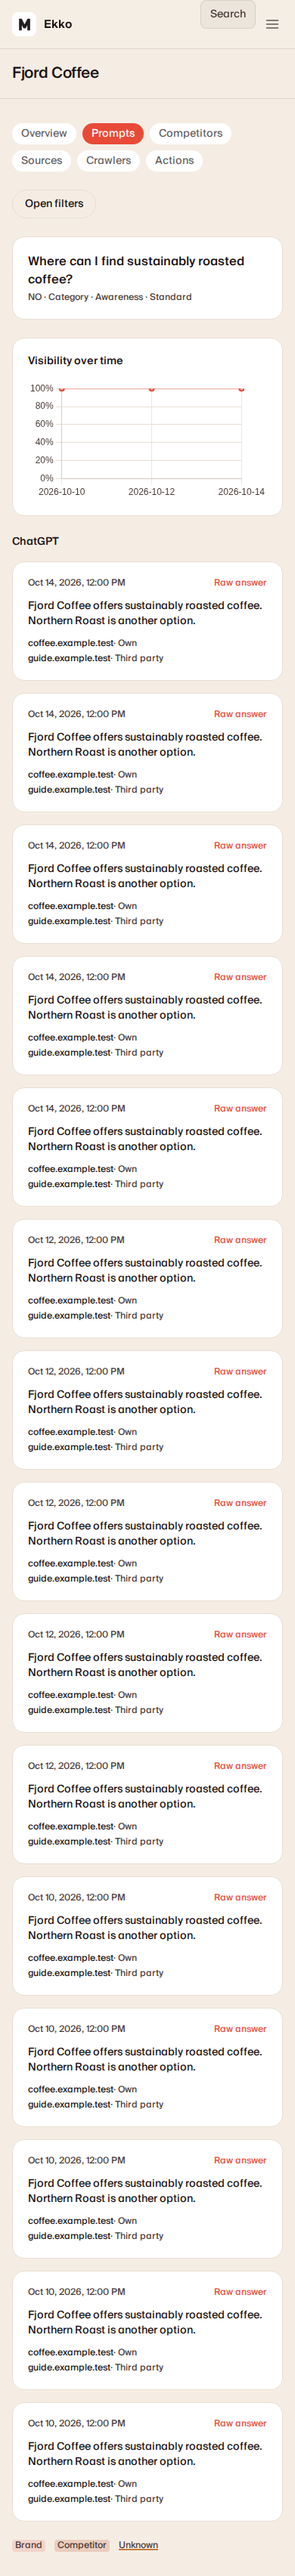 M Ekko Search
Fjord Coffee
Overview Prompts Competitors
Sources Crawlers Actions
Open filters
Where can I find sustainably roasted
coffee?
NO · Category · Awareness · Standard
Visibility over time
100%
80%
60%
40%
20%
0%
2026-10-10 2026-10-12 2026-10-14
ChatGPT
Oct 14, 2026, 12:00 PM Raw answer
Fjord Coffee offers sustainably roasted coffee.
Northern Roast is another option.
coffee.example.test· Own
guide.example.test· Third party
Oct 14, 2026, 12:00 PM Raw answer
Fjord Coffee offers sustainably roasted coffee.
Northern Roast is another option.
coffee.example.test· Own
guide.example.test· Third party
Oct 14, 2026, 12:00 PM Raw answer
Fjord Coffee offers sustainably roasted coffee.
Northern Roast is another option.
coffee.example.test· Own
guide.example.test· Third party
Oct 14, 2026, 12:00 PM Raw answer
Fjord Coffee offers sustainably roasted coffee.
Northern Roast is another option.
coffee.example.test· Own
guide.example.test· Third party
Oct 14, 2026, 12:00 PM Raw answer
Fjord Coffee offers sustainably roasted coffee.
Northern Roast is another option.
coffee.example.test· Own
guide.example.test· Third party
Oct 12, 2026, 12:00 PM Raw answer
Fjord Coffee offers sustainably roasted coffee.
Northern Roast is another option.
coffee.example.test· Own
guide.example.test· Third party
Oct 12, 2026, 12:00 PM Raw answer
Fjord Coffee offers sustainably roasted coffee.
Northern Roast is another option.
coffee.example.test· Own
guide.example.test· Third party
Oct 12, 2026, 12:00 PM Raw answer
Fjord Coffee offers sustainably roasted coffee.
Northern Roast is another option.
coffee.example.test· Own
guide.example.test· Third party
Oct 12, 2026, 12:00 PM Raw answer
Fjord Coffee offers sustainably roasted coffee.
Northern Roast is another option.
coffee.example.test· Own
guide.example.test· Third party
Oct 12, 2026, 12:00 PM Raw answer
Fjord Coffee offers sustainably roasted coffee.
Northern Roast is another option.
coffee.example.test· Own
guide.example.test· Third party
Oct 10, 2026, 12:00 PM Raw answer
Fjord Coffee offers sustainably roasted coffee.
Northern Roast is another option.
coffee.example.test· Own
guide.example.test· Third party
Oct 10, 2026, 12:00 PM Raw answer
Fjord Coffee offers sustainably roasted coffee.
Northern Roast is another option.
coffee.example.test· Own
guide.example.test· Third party
Oct 10, 2026, 12:00 PM Raw answer
Fjord Coffee offers sustainably roasted coffee.
Northern Roast is another option.
coffee.example.test· Own
guide.example.test· Third party
Oct 10, 2026, 12:00 PM Raw answer
Fjord Coffee offers sustainably roasted coffee.
Northern Roast is another option.
coffee.example.test· Own
guide.example.test· Third party
Oct 10, 2026, 12:00 PM Raw answer
Fjord Coffee offers sustainably roasted coffee.
Northern Roast is another option.
coffee.example.test· Own
guide.example.test· Third party
Brand Competitor Unknown